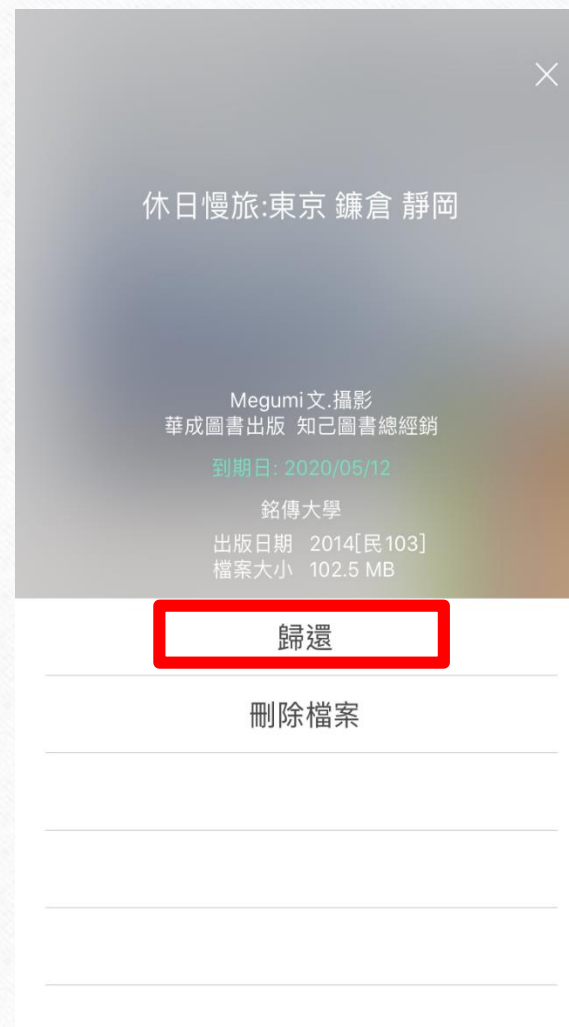 休日慢旅:東京 鎌倉 靜岡
Megumi文.攝影
華成圖書出版 知己圖書總經銷
到期日: 2020/05/12
銘傳大學
出版日期 2014[民103]
檔案大小 102.5 MB
歸還
刪除檔案